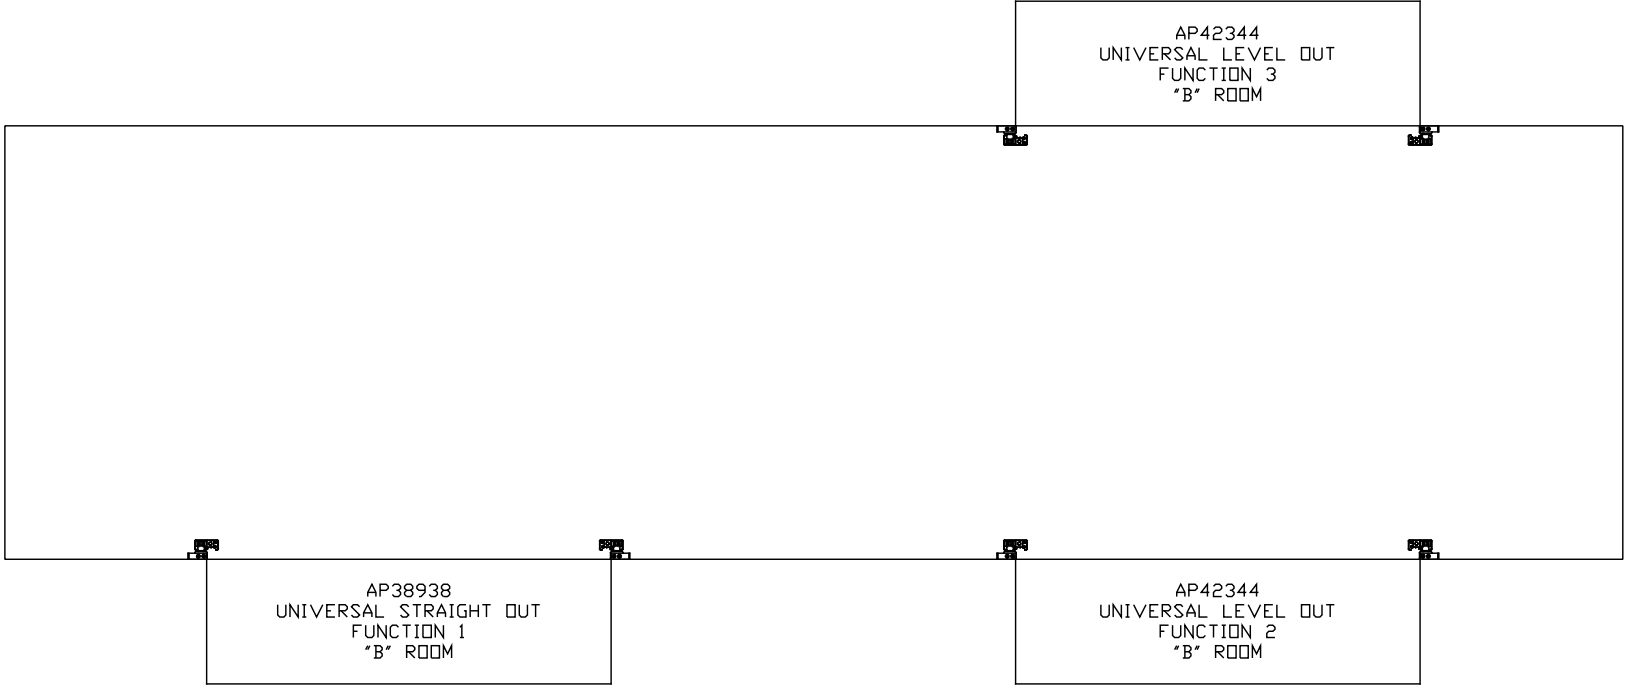 AP42344
UNIVERSAL LEVEL OUT
FUNCTION 3
"B" ROOM
AP38938
UNIVERSAL STRAIGHT OUT
FUNCTION 1
"B" ROOM
AP42344
UNIVERSAL LEVEL OUT
FUNCTION 2
"B" ROOM